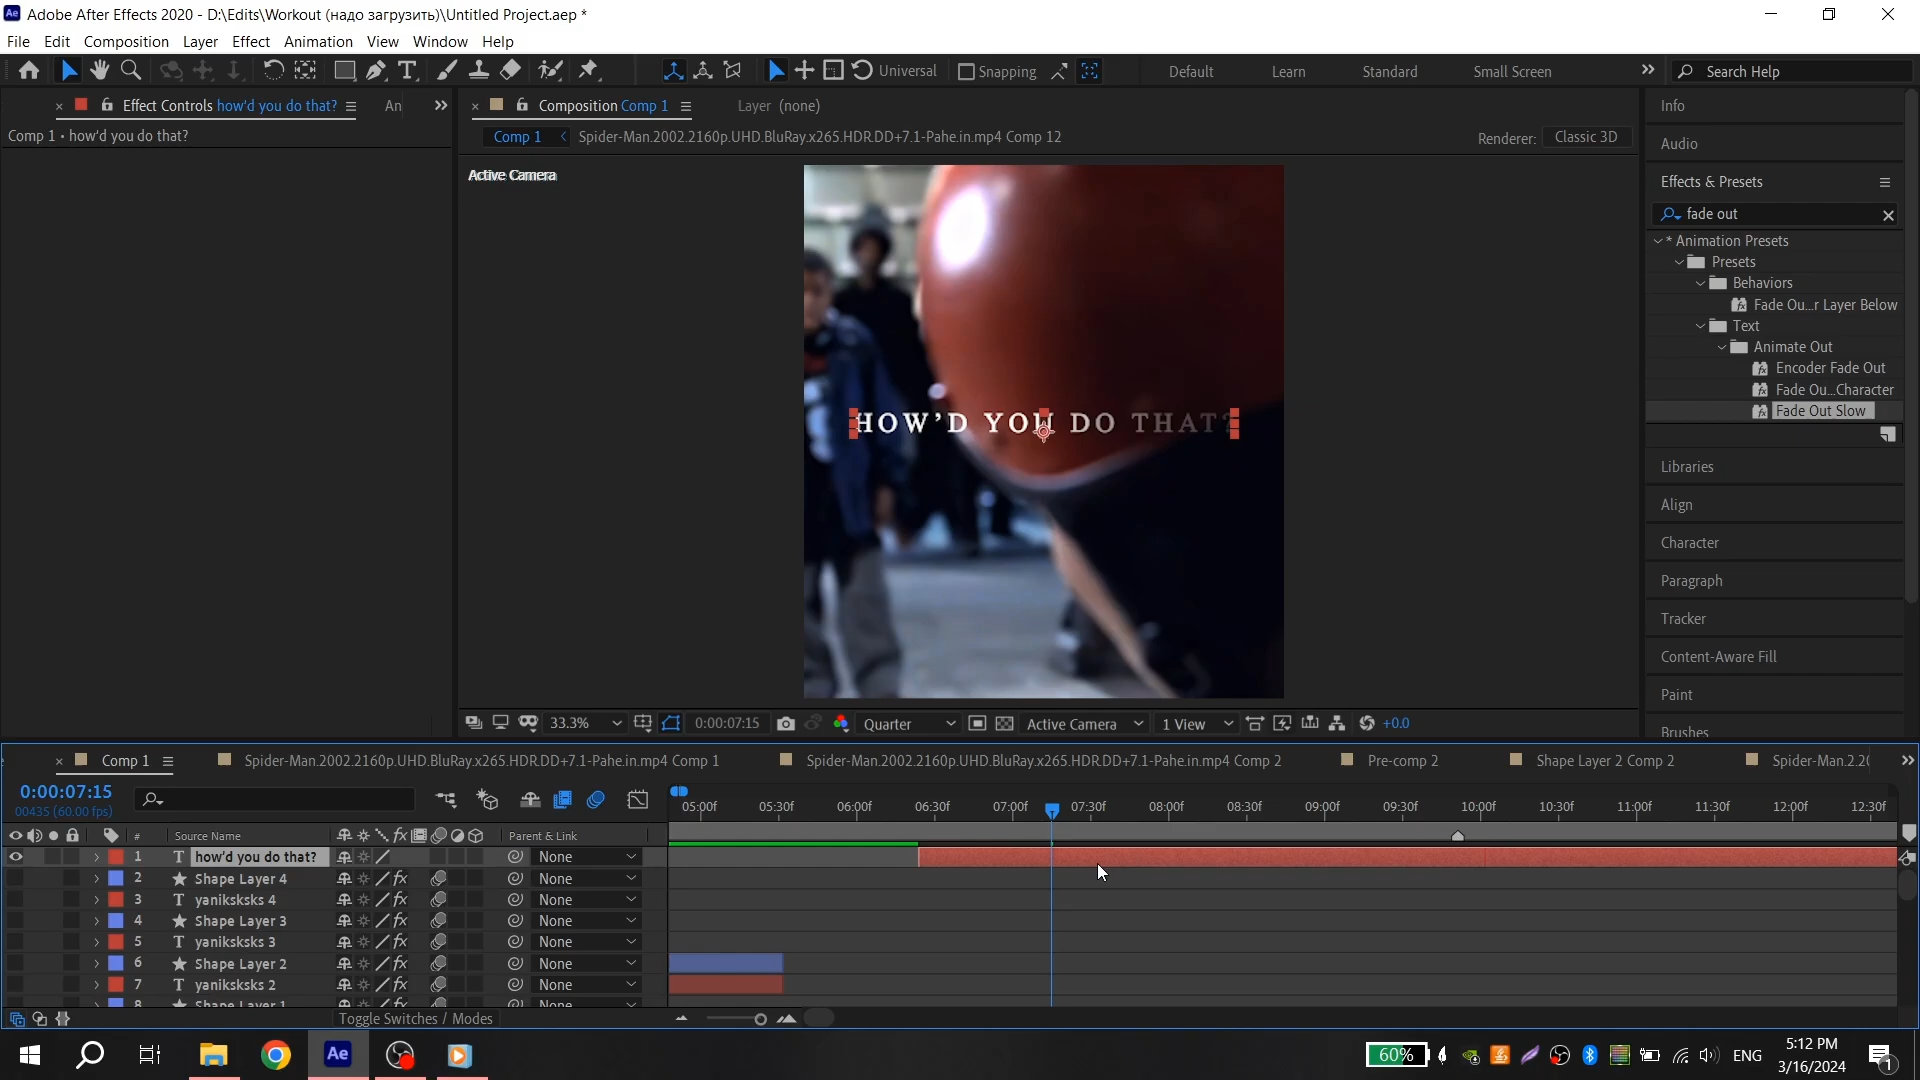 Adobe After Effects 2020 - D:\Edits\Workout (надо загрузить)\Untitled Project.aep *
File Edit Composition Layer Effect Animation View Window Help
Universal Snapping Default Learn Standard Small Screen Search Help
Effect Controls how'd you do that? An
Composition Comp 1 Layer (none)
Info
Comp 1 • how'd you do that?
Comp 1 Spider-Man.2002.2160p.UHD.BluRay.x265.HDR.DD+7.1-Pahe.in.mp4 Comp 12
Renderer: Classic 3D
Audio
Active Camera
Effects & Presets
fade out
* Animation Presets
Presets
Behaviors
Fade Ou...r Layer Below
Text
Animate Out
Encoder Fade Out
Fade Ou...Character
Fade Out Slow
HOW'D YOU DO THAT?
Libraries
Align
Character
Paragraph
Tracker
Content-Aware Fill
Paint
Brushes
33.3% 0:00:07:15 Quarter Active Camera 1 View +0.0
Comp 1 Spider-Man.2002.2160p.UHD.BluRay.x265.HDR.DD+7.1-Pahe.in.mp4 Comp 1 Spider-Man.2002.2160p.UHD.BluRay.x265.HDR.DD+7.1-Pahe.in.mp4 Comp 2 Pre-comp 2 Shape Layer 2 Comp 2 Spider-Man.2.20
0:00:07:15
00435 (60.00 fps)
05:00f 05:30f 06:00f 06:30f 07:00f 07:30f 08:00f 08:30f 09:00f 09:30f 10:00f 10:30f 11:00f 11:30f 12:00f 12:30f
# Source Name Parent & Link
1 T how'd you do that? None
2 Shape Layer 4 None
3 T yaniksksks 4 None
4 Shape Layer 3 None
5 T yaniksksks 3 None
6 Shape Layer 2 None
7 T yaniksksks 2 None
8 Shape Layer 1 None
Toggle Switches / Modes
Ae 60% ENG 5:12 PM
3/16/2024
1